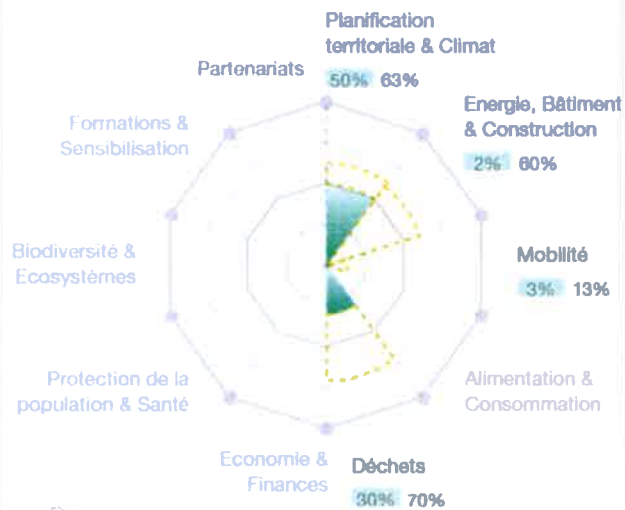 Planification
territoriale & Climat
50% 63%
Partenariats
Energie, Bâtiment
& Construction
2% 60%
Formations &
Sensibilisation
Biodiversité &
Ecosystèmes
Mobilité
3% 13%
Protection de la
population & Santé
Alimentation &
Consommation
Economie &
Finances
Déchets
30% 70%